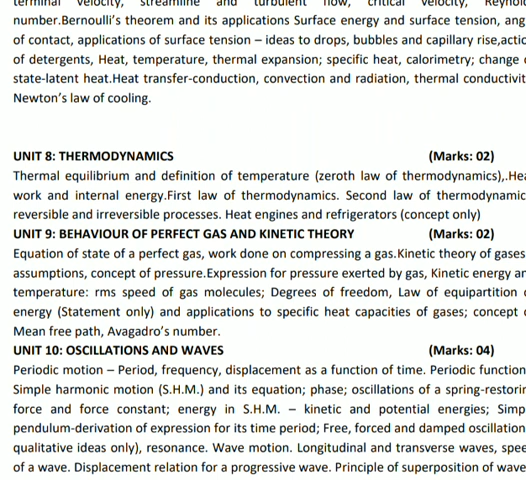 terminal velocity, streamline and turbulent flow, critical velocity,
number.Bernoulli's theorem and its applications Surface energy and surface tension,
of contact, applications of surface tension – ideas to drops, bubbles and capillary rise,
of detergents, Heat, temperature, thermal expansion; specific heat, calorimetry; change
state-latent heat.Heat transfer-conduction, convection and radiation, thermal
Newton's law of cooling.
UNIT 8: THERMODYNAMICS (Marks: 02)
Thermal equilibrium and definition of temperature (zeroth law of thermodynamics),.
work and internal energy.First law of thermodynamics. Second law of thermodynamic
reversible and irreversible processes. Heat engines and refrigerators (concept only)
UNIT 9: BEHAVIOUR OF PERFECT GAS AND KINETIC THEORY (Marks: 02)
Equation of state of a perfect gas, work done on compressing a gas.Kinetic theory of gases
assumptions, concept of pressure.Expression for pressure exerted by gas, Kinetic energy
temperature: rms speed of gas molecules; Degrees of freedom, Law of equipartition
energy (Statement only) and applications to specific heat capacities of gases; concept
Mean free path, Avagadro's number.
UNIT 10: OSCILLATIONS AND WAVES (Marks: 04)
Periodic motion – Period, frequency, displacement as a function of time. Periodic function
Simple harmonic motion (S.H.M.) and its equation; phase; oscillations of a
force and force constant; energy in S.H.M. – kinetic and potential energies;
pendulum-derivation of expression for its time period; Free, forced and damped oscillation
qualitative ideas only), resonance. Wave motion. Longitudinal and transverse waves,
of a wave. Displacement relation for a progressive wave. Principle of superposition of wave